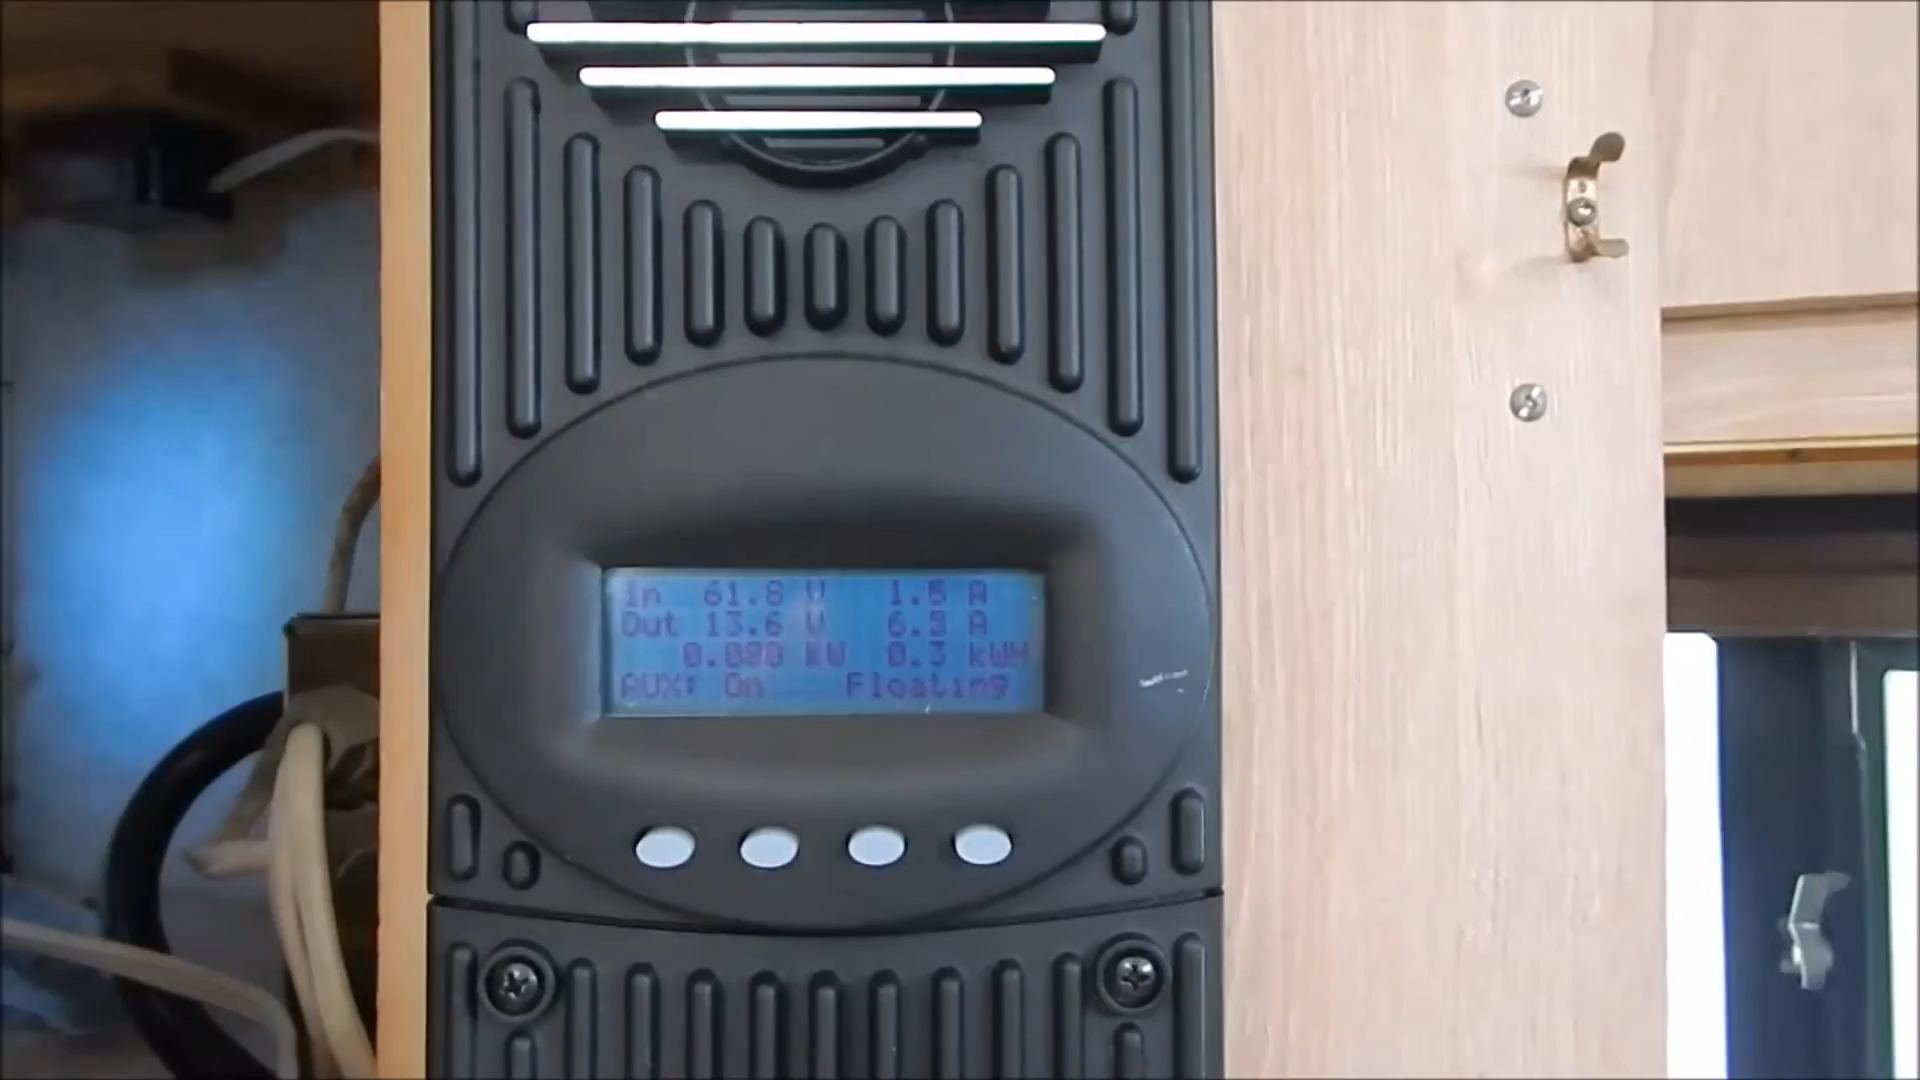 In 61.8 V 1.5 A
Out 13.6 V 6.3 A
0.080 kW 0.3 kWH
AUX: On Floating